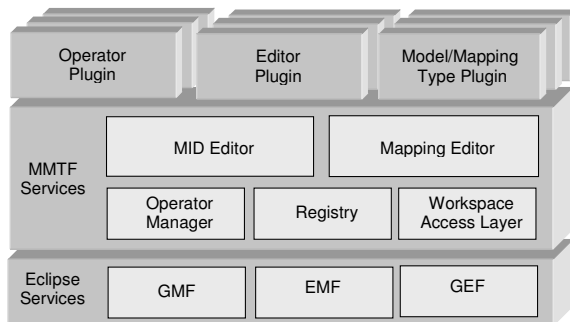 Operator
Plugin
Editor
Plugin
Model/Mapping
Type Plugin
MMTF
Services
MID Editor
Mapping Editor
Operator
Manager
Registry
Workspace
Access Layer
Eclipse
Services
GMF
EMF
GEF